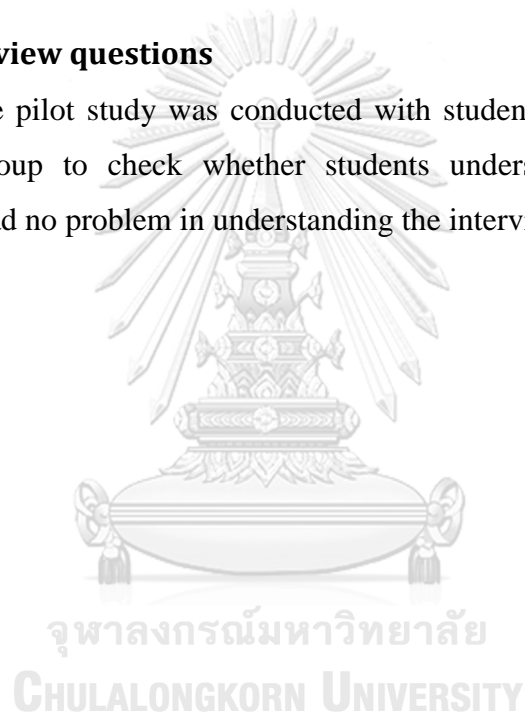 view questions
e pilot study was conducted with studen
oup to check whether students unders
ad no problem in understanding the intervi
จุฬาลงกรณ์มหาวิทยาลัย
CHULALONGKORN UNIVERSITY